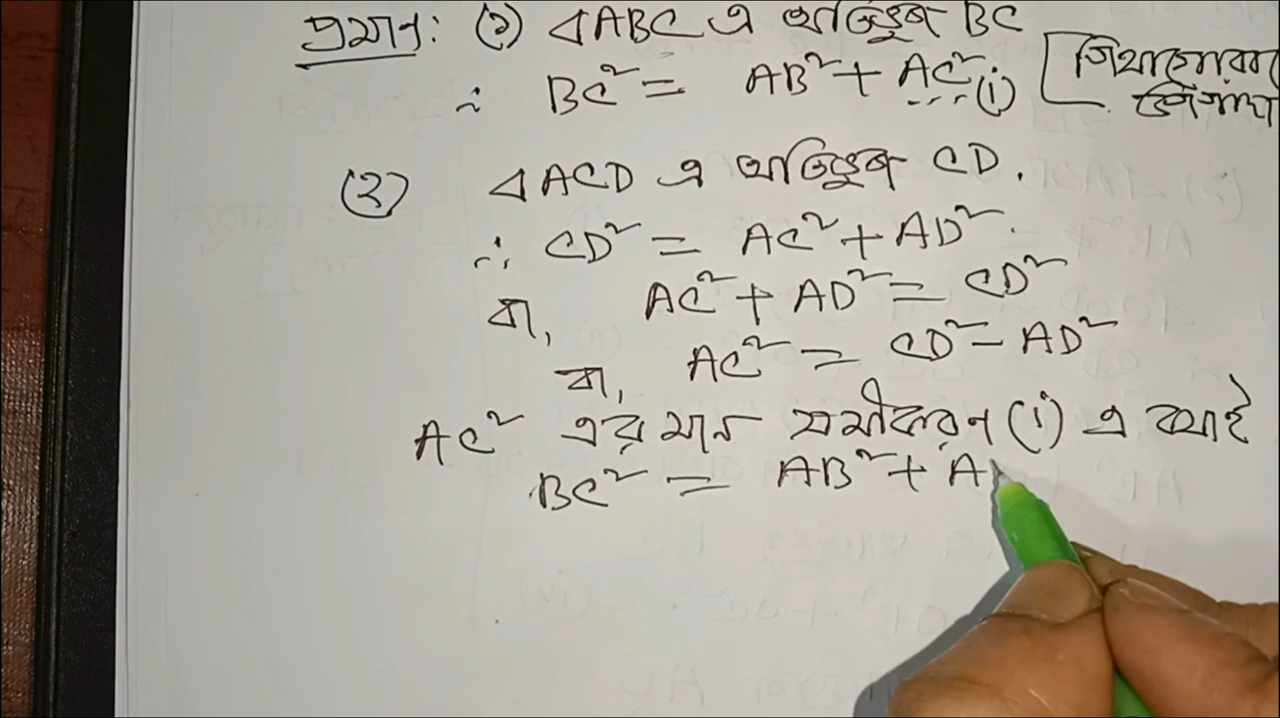 প্রমাণ: (১) ⊿ABC এ অতিভুজ BC
∴ BC² = AB² + AC² ...(i) [পিথাগোরাসের উপপাদ্য
(২) ⊿ACD এ অতিভুজ CD.
∴ CD² = AC² + AD².
বা, AC² + AD² = CD²
বা, AC² = CD² - AD²
AC² এর মান সমীকরণ (i) এ বসাই
BC² = AB² + A